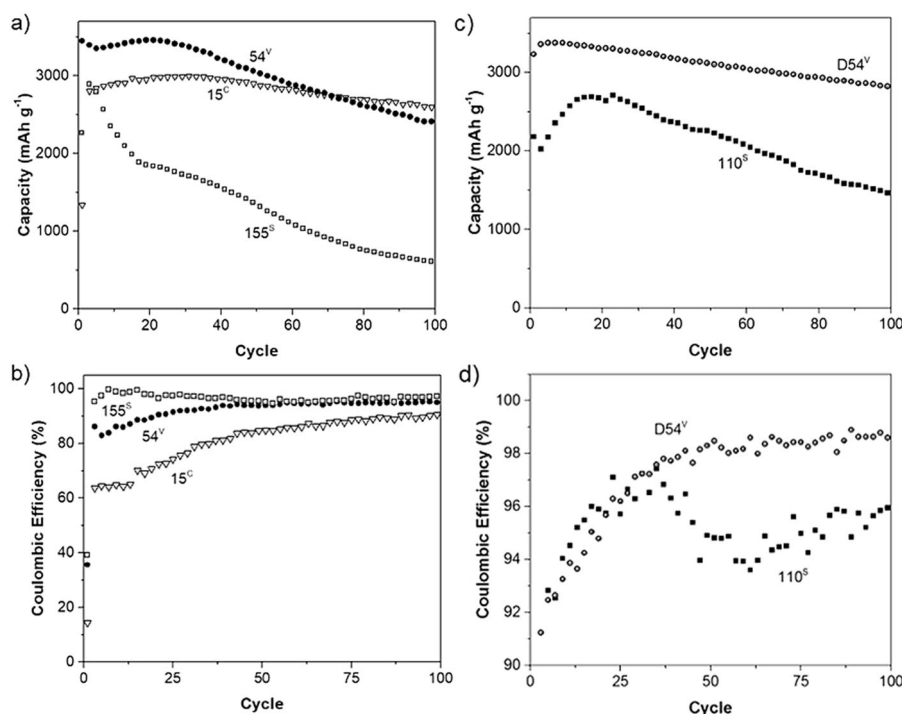 a)
Capacity (mAh g⁻¹)
3000
2000
1000
0
0 20 40 60 80 100
Cycle
54ⱽ
15ᶜ
155ˢ
c)
Capacity (mAh g⁻¹)
4000
3000
2000
1000
0
0 20 40 60 80 100
Cycle
D54ⱽ
110ˢ
b)
Coulombic Efficiency (%)
100
80
60
40
20
0
0 25 50 75 100
Cycle
155ˢ
54ⱽ
15ᶜ
d)
Coulombic Efficiency (%)
102
100
98
96
94
92
90
0 25 50 75 100
Cycle
D54ⱽ
110ˢ